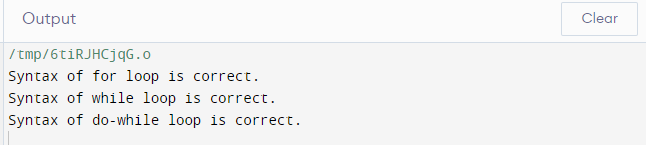 Output
Clear
/tmp/6tiRJHCjqG.o
Syntax of for loop is correct.
Syntax of while loop is correct.
Syntax of do-while loop is correct.